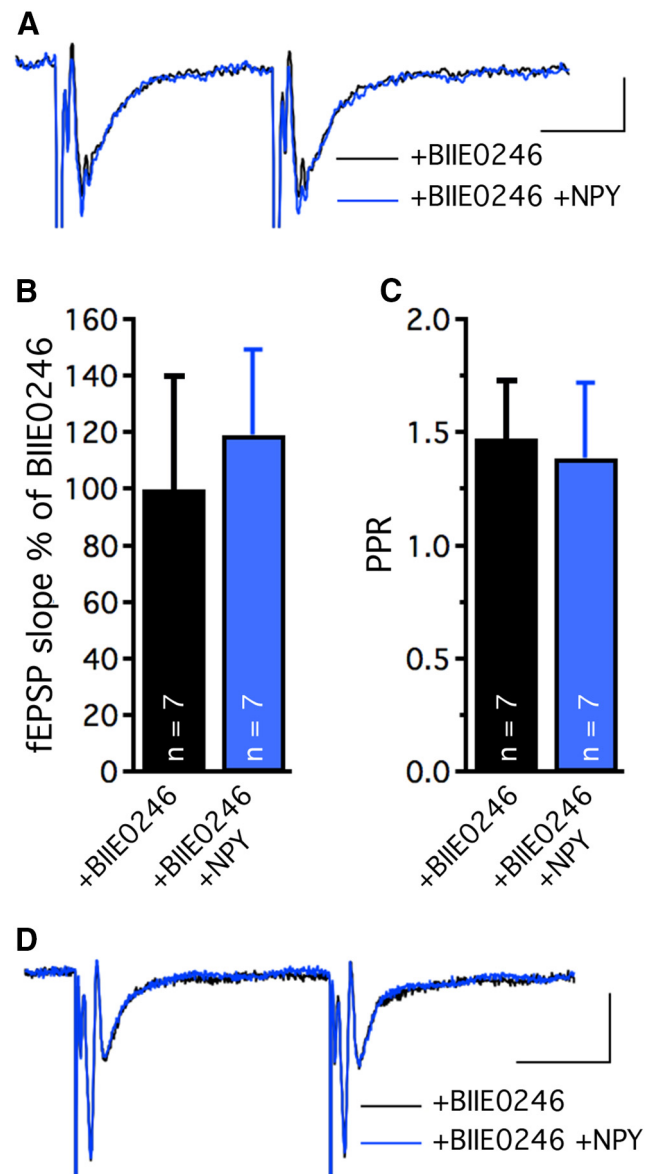 A
+BIIE0246
+BIIE0246 +NPY
B
fEPSP slope % of BIIE0246
160
140
120
100
80
60
40
20
0
n = 7
n = 7
+BIIE0246
+BIIE0246
+NPY
C
PPR
2.0
1.5
1.0
0.5
0.0
n = 7
n = 7
+BIIE0246
+BIIE0246
+NPY
D
+BIIE0246
+BIIE0246 +NPY